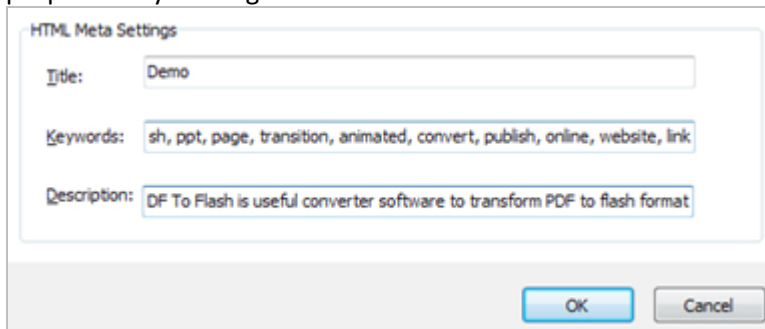 HTML Meta Settings
Title: Demo
Keywords: sh, ppt, page, transition, animated, convert, publish, online, website, link
Description: DF To Flash is useful converter software to transform PDF to flash format
OK Cancel